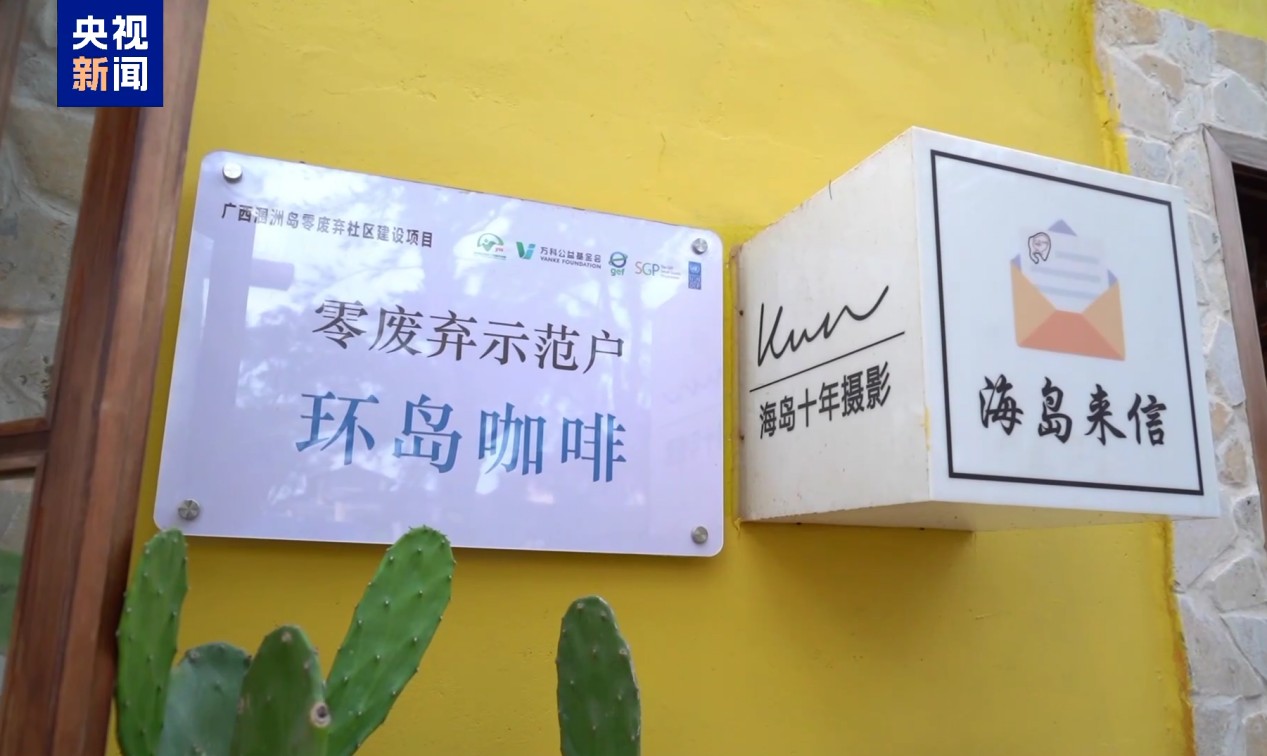 央视
新闻
广西涠洲岛零废弃社区建设项目
万科公益基金会
VANKE FOUNDATION
gef
SGP
零废弃示范户
环岛咖啡
Kun
海岛十年摄影
海岛来信